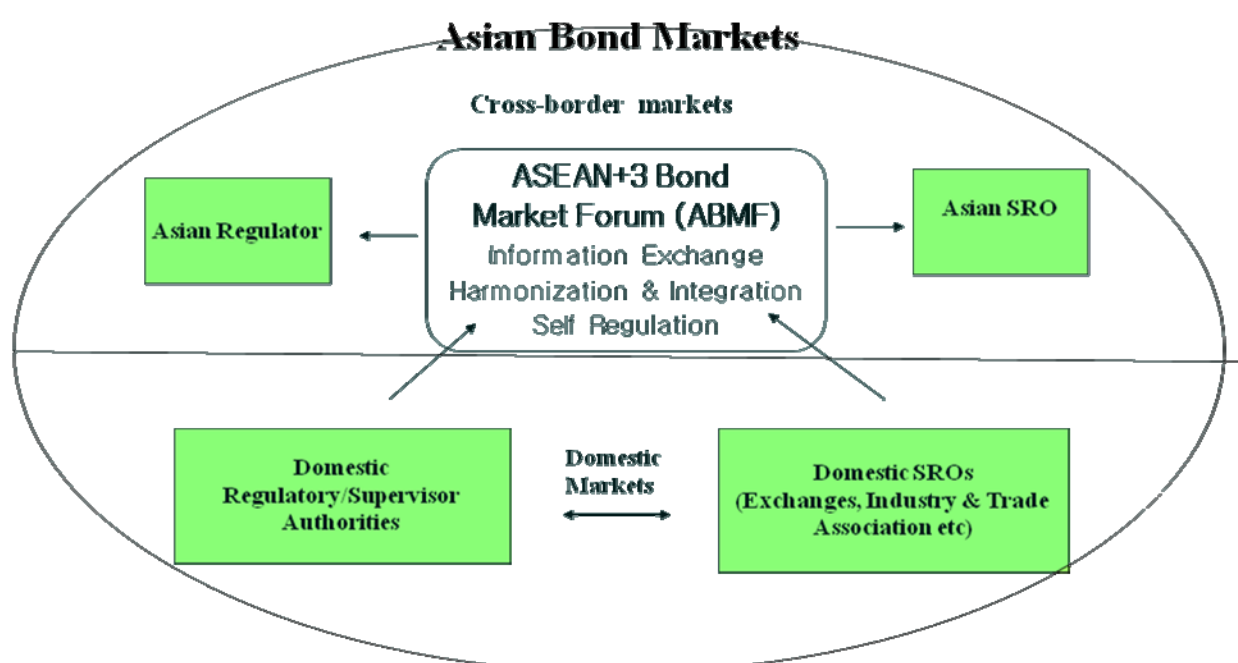 Asian Bond Markets
Cross-border markets
ASEAN+3 Bond
Market Forum (ABMF)
Information Exchange
Harmonization & Integration
Self Regulation
Asian Regulator
Asian SRO
Domestic
Regulatory/Supervisor
Authorities
Domestic
Markets
Domestic SROs
(Exchanges, Industry & Trade
Association etc)